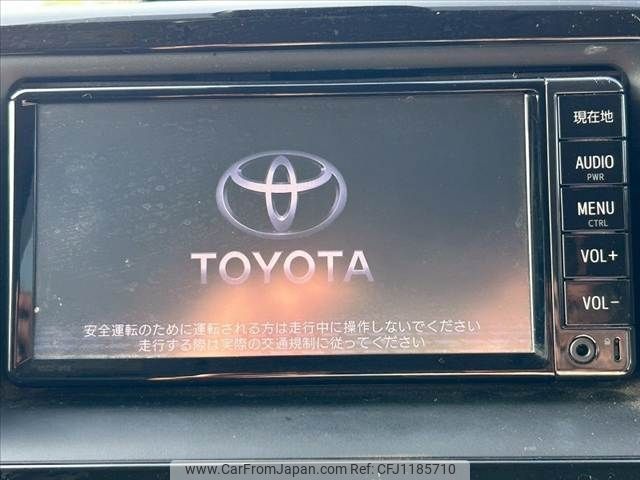 現在地
AUDIO
PWR
MENU
CTRL
VOL+
VOL-
TOYOTA
安全運転のために運転される方は走行中に操作しないでください
走行する際は実際の交通規制に従ってください
www.CarFromJapan.com Ref-CFJ1185710